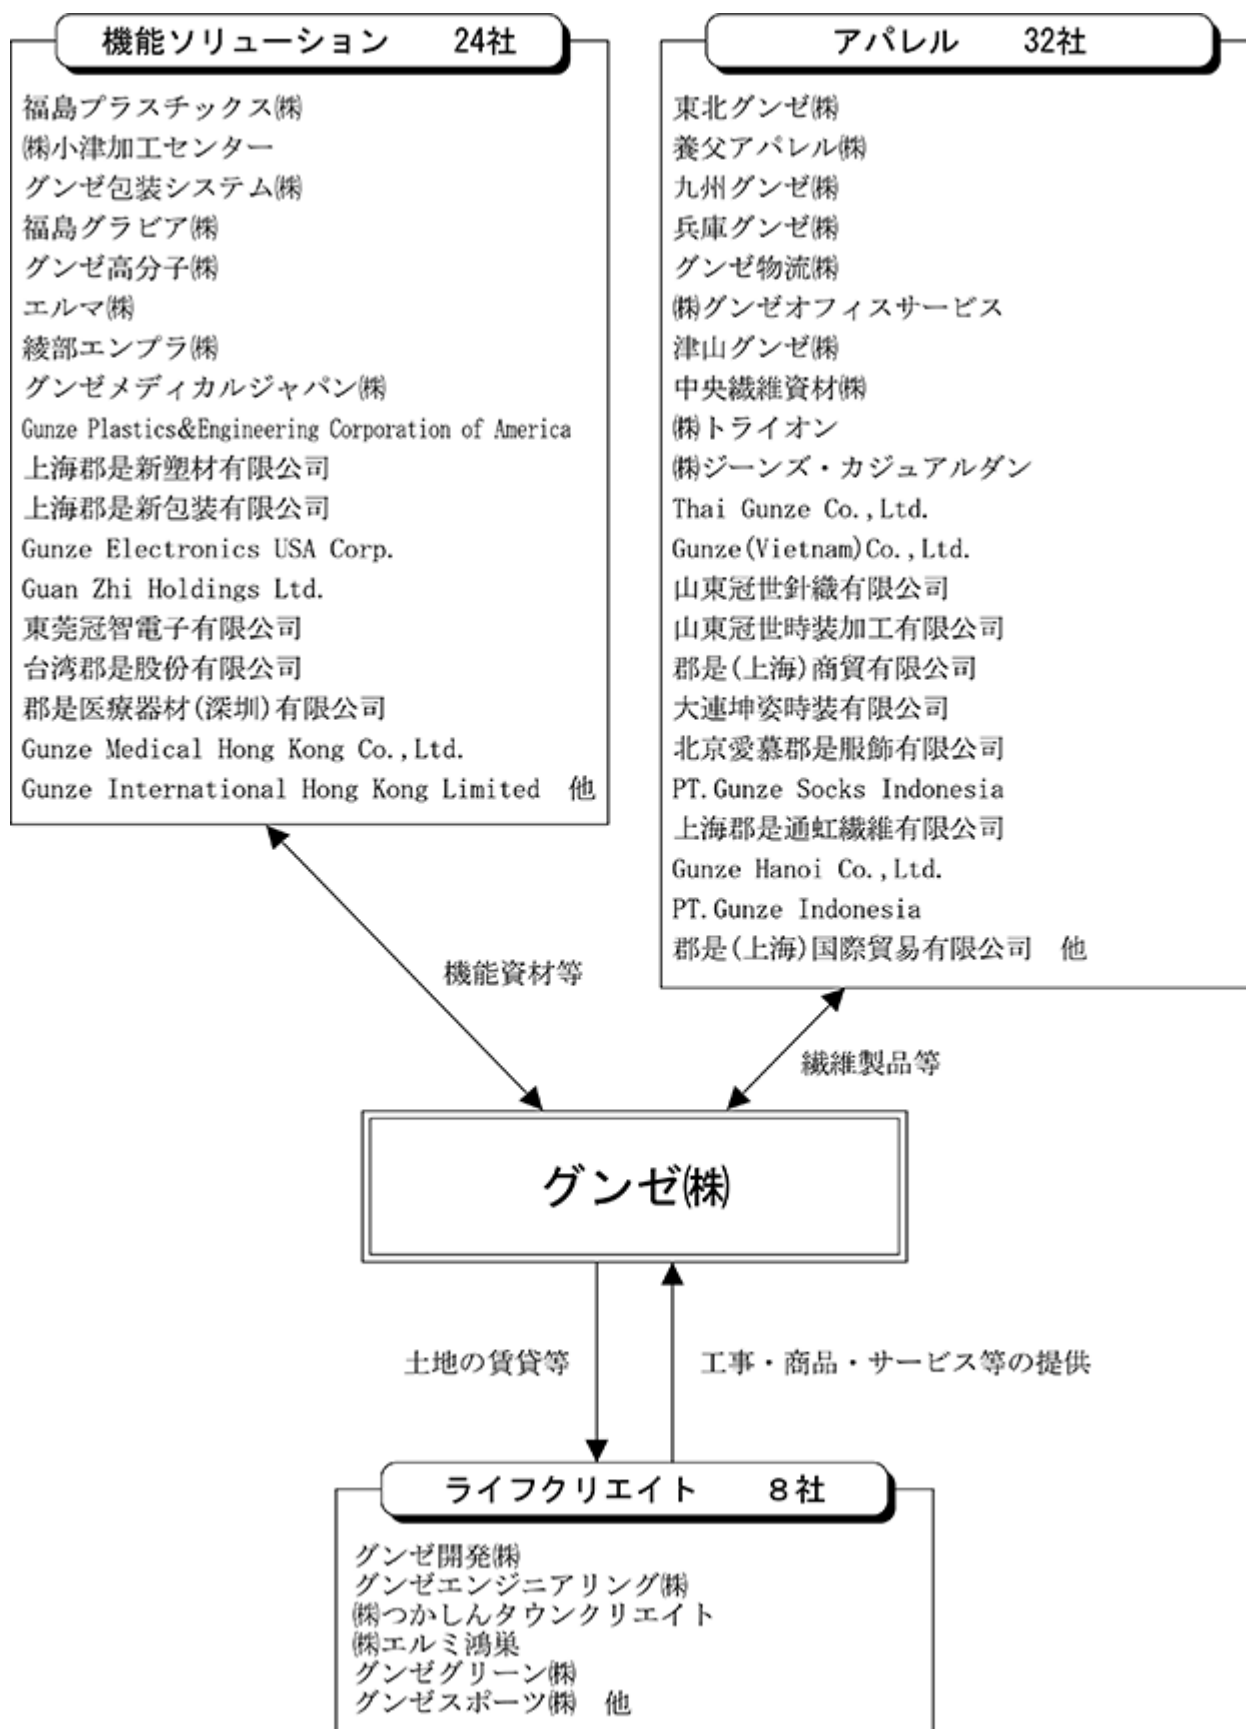 機能ソリューション 24社
福島プラスチックス㈱
㈱小津加工センター
グンゼ包装システム㈱
福島グラビア㈱
グンゼ高分子㈱
エルマ㈱
綾部エンプラ㈱
グンゼメディカルジャパン㈱
Gunze Plastics&Engineering Corporation of America
上海郡是新塑材有限公司
上海郡是新包装有限公司
Gunze Electronics USA Corp.
Guan Zhi Holdings Ltd.
東莞冠智電子有限公司
台湾郡是股份有限公司
郡是医療器材(深圳)有限公司
Gunze Medical Hong Kong Co.,Ltd.
Gunze International Hong Kong Limited 他
アパレル 32社
東北グンゼ㈱
養父アパレル㈱
九州グンゼ㈱
兵庫グンゼ㈱
グンゼ物流㈱
㈱グンゼオフィスサービス
津山グンゼ㈱
中央繊維資材㈱
㈱トライオン
㈱ジーンズ・カジュアルダン
Thai Gunze Co.,Ltd.
Gunze(Vietnam)Co.,Ltd.
山東冠世針織有限公司
山東冠世時装加工有限公司
郡是(上海)商貿有限公司
大連坤姿時装有限公司
北京愛慕郡是服飾有限公司
PT.Gunze Socks Indonesia
上海郡是通虹繊維有限公司
Gunze Hanoi Co.,Ltd.
PT.Gunze Indonesia
郡是(上海)国際貿易有限公司 他
機能資材等
繊維製品等
グンゼ㈱
土地の賃貸等
工事・商品・サービス等の提供
ライフクリエイト 8社
グンゼ開発㈱
グンゼエンジニアリング㈱
㈱つかしんタウンクリエイト
㈱エルミ鴻巣
グンゼグリーン㈱
グンゼスポーツ㈱ 他